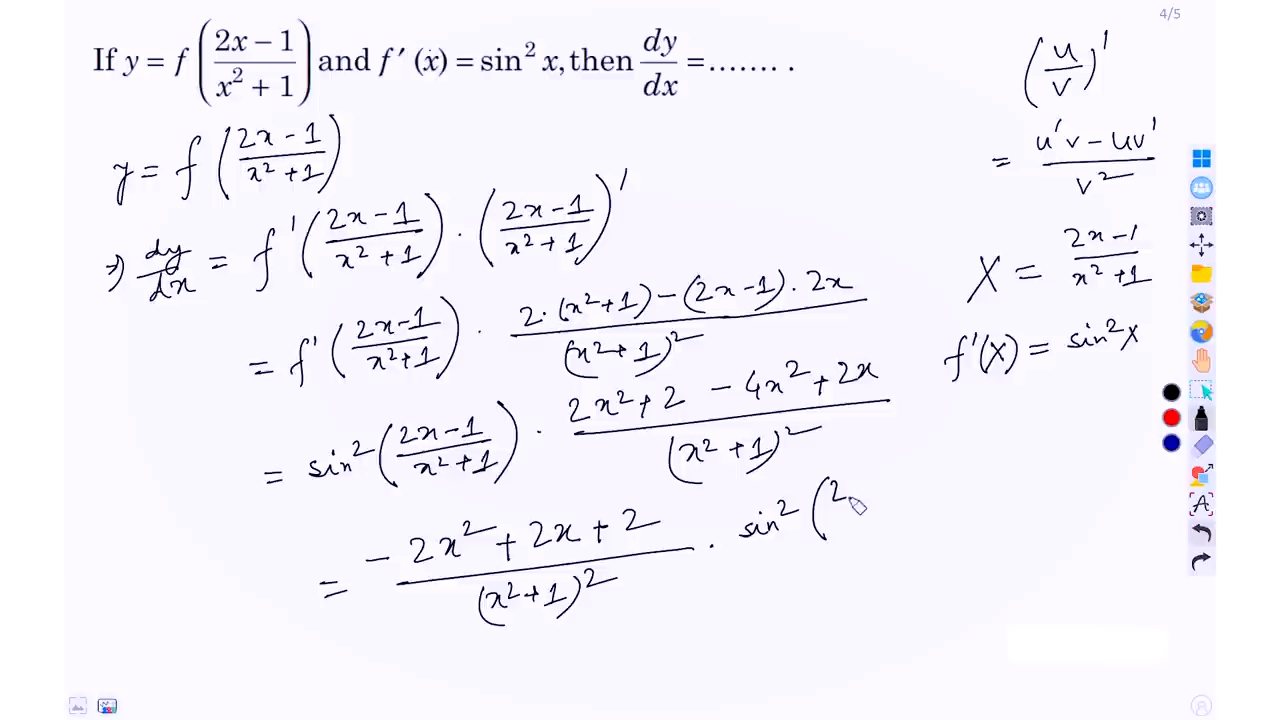 4/5
If y = f((2x − 1)/(x² + 1)) and f′(x) = sin² x, then dy/dx = ....... .
(u/v)′
= (u′v − uv′)/v²
y = f((2x − 1)/(x² + 1))
⇒ dy/dx = f′((2x − 1)/(x² + 1)) · ((2x − 1)/(x² + 1))′
X = (2x − 1)/(x² + 1)
= f′((2x − 1)/(x² + 1)) · (2·(x² + 1) − (2x − 1)·2x)/(x² + 1)²
f′(X) = sin² X
= sin²((2x − 1)/(x² + 1)) · (2x² + 2 − 4x² + 2x)/(x² + 1)²
= (−2x² + 2x + 2)/(x² + 1)² · sin² (2